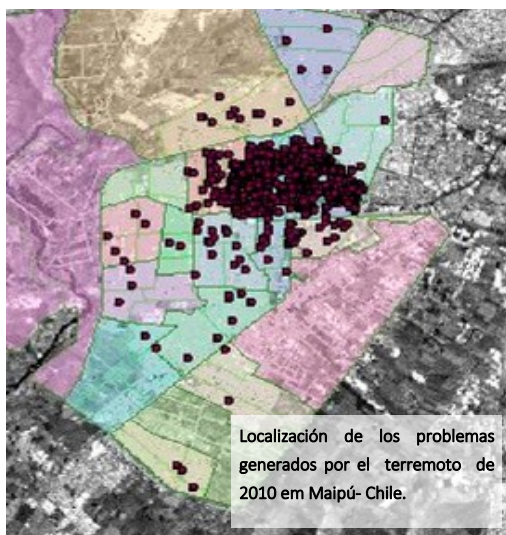 Localización de los problemas
generados por el terremoto de
2010 em Maipú- Chile.